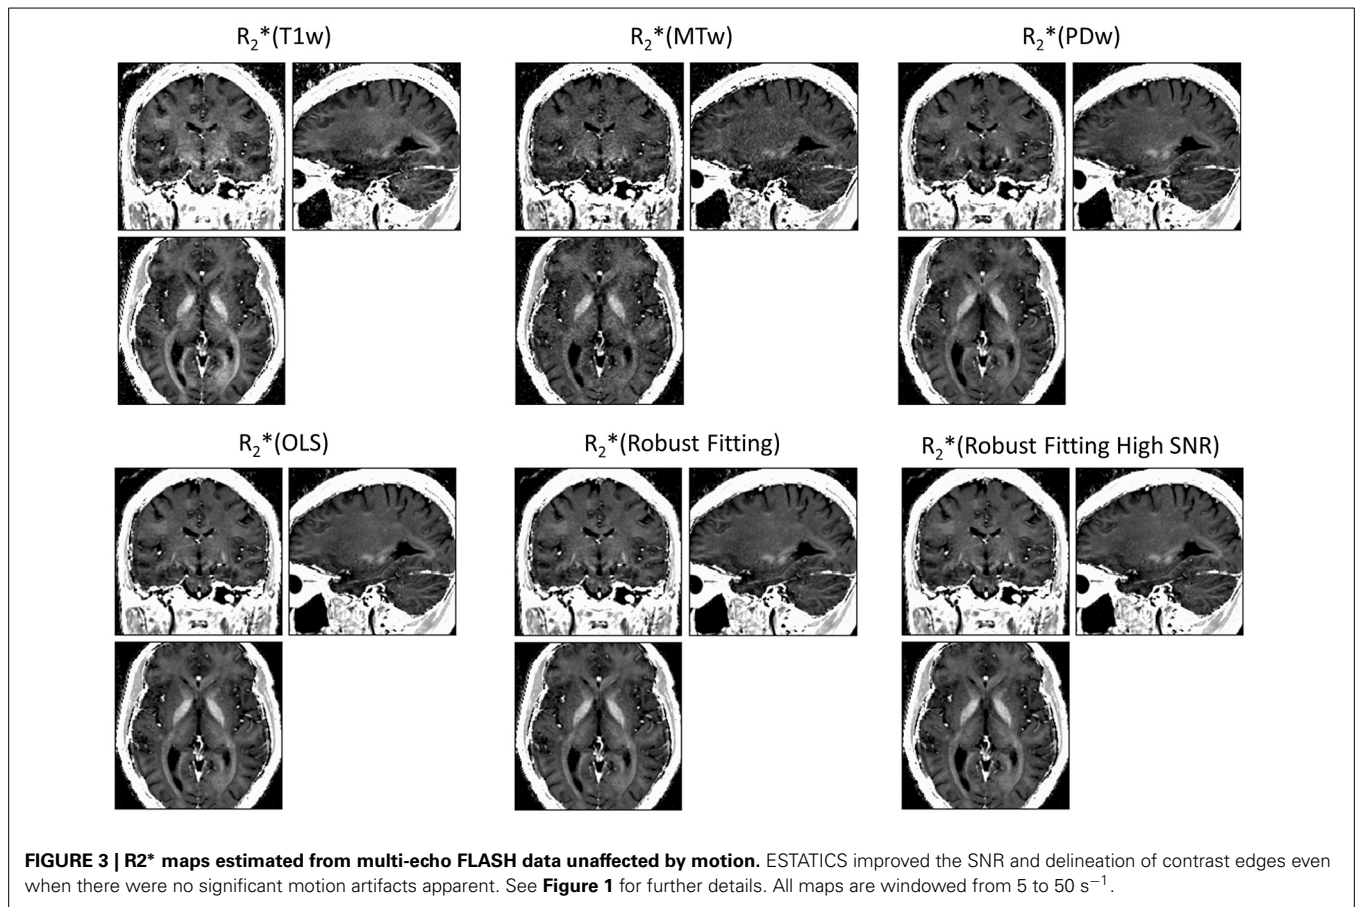 R₂*(T1w)
R₂*(MTw)
R₂*(PDw)
R₂*(OLS)
R₂*(Robust Fitting)
R₂*(Robust Fitting High SNR)
FIGURE 3 | R2* maps estimated from multi-echo FLASH data unaffected by motion. ESTATICS improved the SNR and delineation of contrast edges even
when there were no significant motion artifacts apparent. See Figure 1 for further details. All maps are windowed from 5 to 50 s⁻¹.